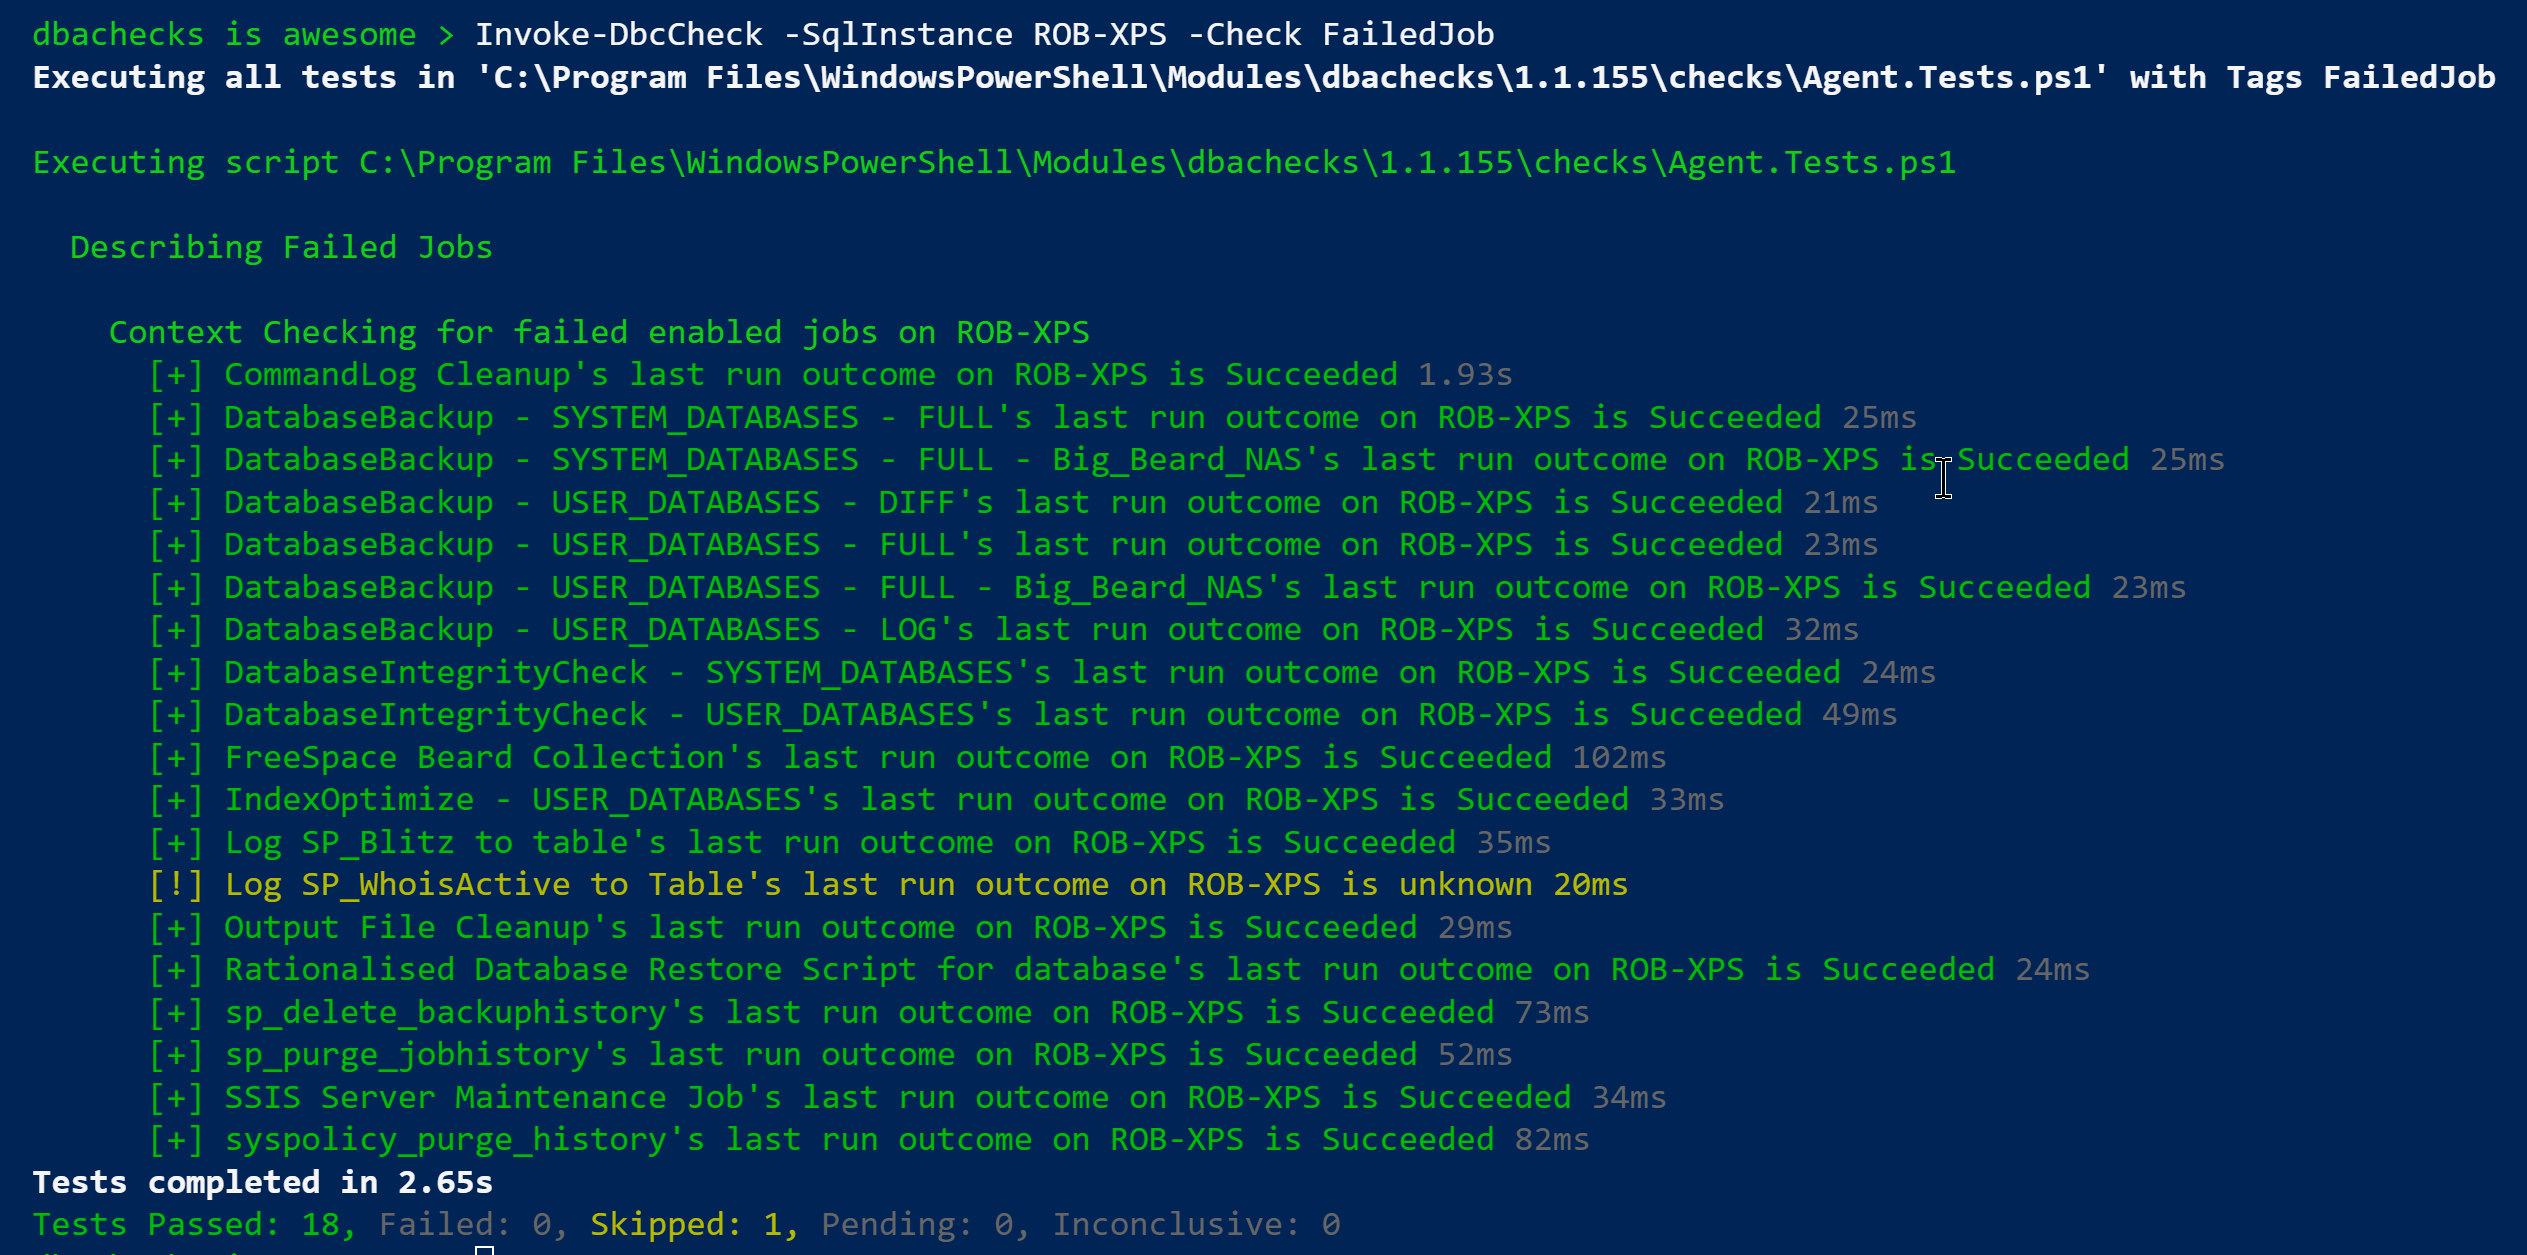 dbachecks is awesome > Invoke-DbcCheck -SqlInstance ROB-XPS -Check FailedJob
Executing all tests in 'C:\Program Files\WindowsPowerShell\Modules\dbachecks\1.1.155\checks\Agent.Tests.ps1' with Tags FailedJob
Executing script C:\Program Files\WindowsPowerShell\Modules\dbachecks\1.1.155\checks\Agent.Tests.ps1
Describing Failed Jobs
Context Checking for failed enabled jobs on ROB-XPS
[+] CommandLog Cleanup's last run outcome on ROB-XPS is Succeeded 1.93s
[+] DatabaseBackup - SYSTEM_DATABASES - FULL's last run outcome on ROB-XPS is Succeeded 25ms
[+] DatabaseBackup - SYSTEM_DATABASES - FULL - Big_Beard_NAS's last run outcome on ROB-XPS is Succeeded 25ms
[+] DatabaseBackup - USER_DATABASES - DIFF's last run outcome on ROB-XPS is Succeeded 21ms
[+] DatabaseBackup - USER_DATABASES - FULL's last run outcome on ROB-XPS is Succeeded 23ms
[+] DatabaseBackup - USER_DATABASES - FULL - Big_Beard_NAS's last run outcome on ROB-XPS is Succeeded 23ms
[+] DatabaseBackup - USER_DATABASES - LOG's last run outcome on ROB-XPS is Succeeded 32ms
[+] DatabaseIntegrityCheck - SYSTEM_DATABASES's last run outcome on ROB-XPS is Succeeded 24ms
[+] DatabaseIntegrityCheck - USER_DATABASES's last run outcome on ROB-XPS is Succeeded 49ms
[+] FreeSpace Beard Collection's last run outcome on ROB-XPS is Succeeded 102ms
[+] IndexOptimize - USER_DATABASES's last run outcome on ROB-XPS is Succeeded 33ms
[+] Log SP_Blitz to table's last run outcome on ROB-XPS is Succeeded 35ms
[!] Log SP_WhoisActive to Table's last run outcome on ROB-XPS is unknown 20ms
[+] Output File Cleanup's last run outcome on ROB-XPS is Succeeded 29ms
[+] Rationalised Database Restore Script for database's last run outcome on ROB-XPS is Succeeded 24ms
[+] sp_delete_backuphistory's last run outcome on ROB-XPS is Succeeded 73ms
[+] sp_purge_jobhistory's last run outcome on ROB-XPS is Succeeded 52ms
[+] SSIS Server Maintenance Job's last run outcome on ROB-XPS is Succeeded 34ms
[+] syspolicy_purge_history's last run outcome on ROB-XPS is Succeeded 82ms
Tests completed in 2.65s
Tests Passed: 18, Failed: 0, Skipped: 1, Pending: 0, Inconclusive: 0